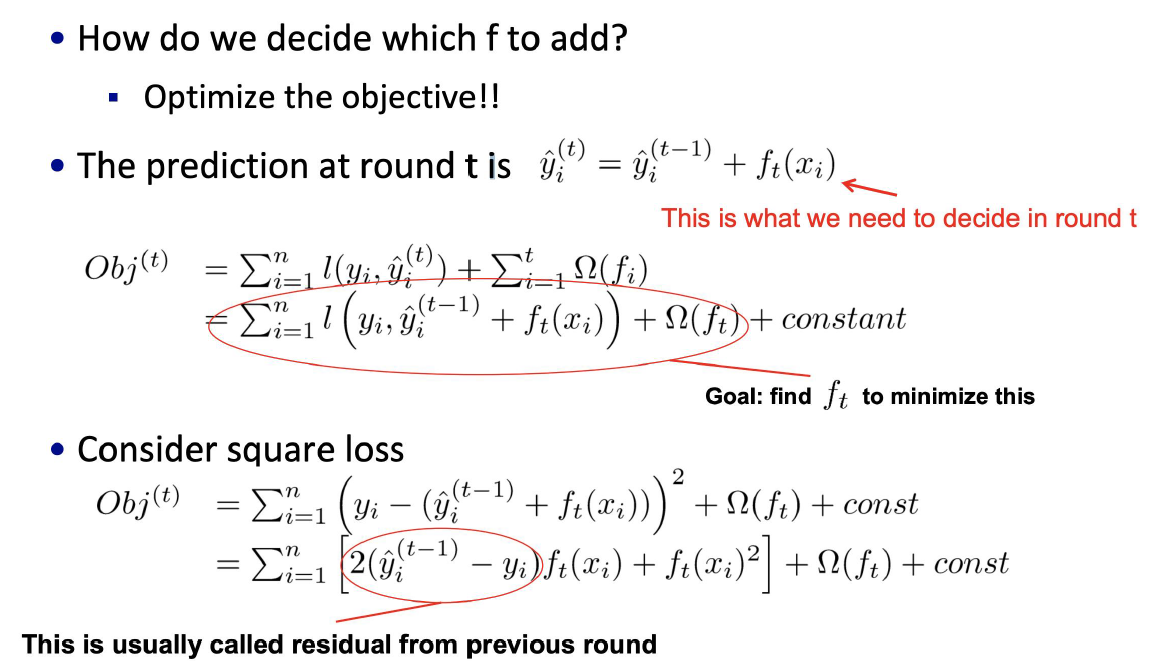 • How do we decide which f to add?
▪ Optimize the objective!!
• The prediction at round t is $\hat{y}_i^{(t)} = \hat{y}_i^{(t-1)} + f_t(x_i)$
This is what we need to decide in round t
$Obj^{(t)} = \sum_{i=1}^{n} l(y_i, \hat{y}_i^{(t)}) + \sum_{i=1}^{t} \Omega(f_i)$
$= \sum_{i=1}^{n} l\left(y_i, \hat{y}_i^{(t-1)} + f_t(x_i)\right) + \Omega(f_t) + constant$
Goal: find $f_t$ to minimize this
• Consider square loss
$Obj^{(t)} = \sum_{i=1}^{n} \left(y_i - (\hat{y}_i^{(t-1)} + f_t(x_i))\right)^2 + \Omega(f_t) + const$
$= \sum_{i=1}^{n} \left[2(\hat{y}_i^{(t-1)} - y_i)f_t(x_i) + f_t(x_i)^2\right] + \Omega(f_t) + const$
This is usually called residual from previous round